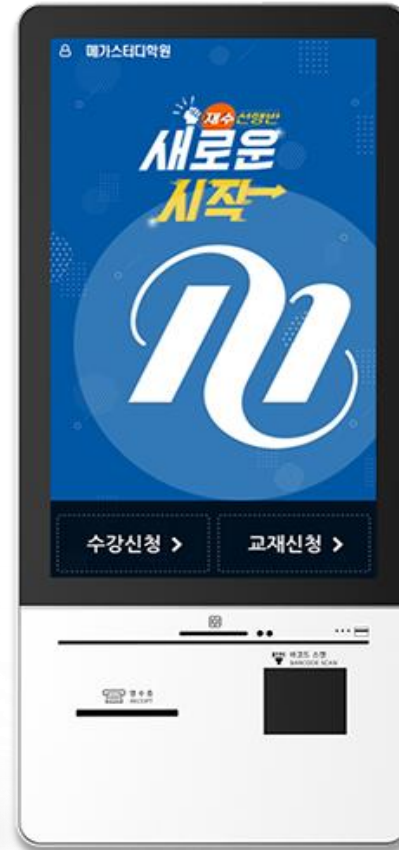 메가스터디학원
재수 선행반
새로운
시작
수강신청 >
교재신청 >
바코드 스캔
BARCODE SCAN
영수증
RECEIPT